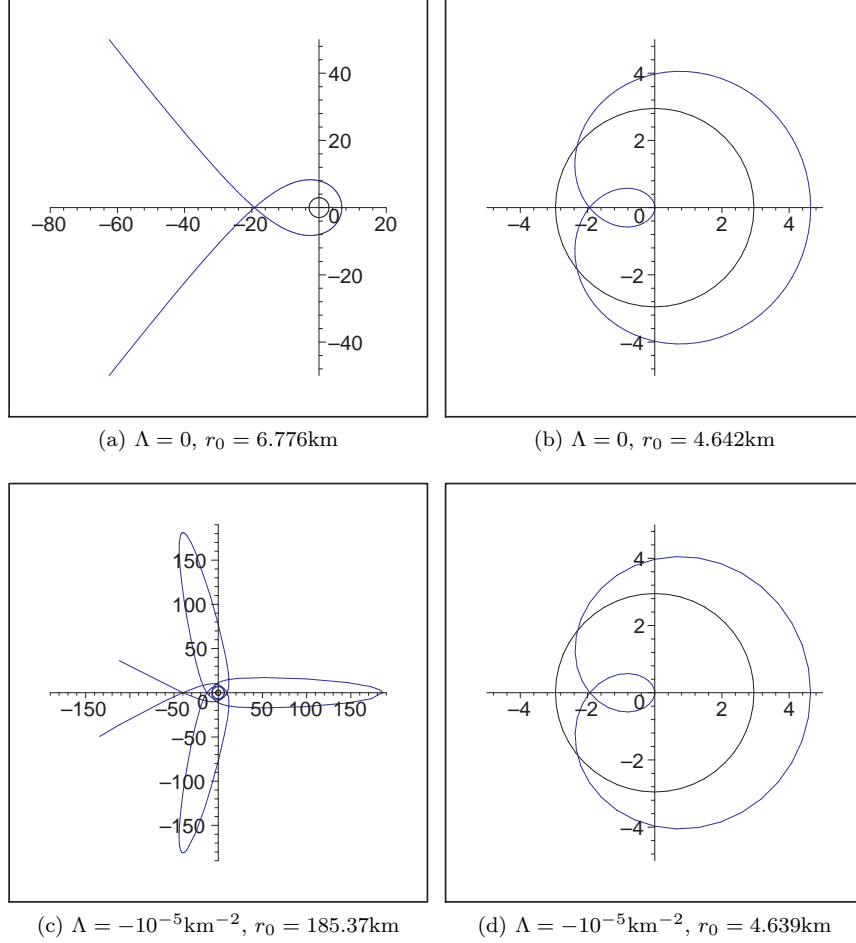 40
20
−80 −60 −40 −20 0 20
−20
−40
(a) Λ = 0, r₀ = 6.776km
4
2
−4 −2 0 2 4
−2
−4
(b) Λ = 0, r₀ = 4.642km
150
100
50
−150 −50 0 50 100 150
−50
−100
−150
(c) Λ = −10⁻⁵km⁻², r₀ = 185.37km
4
2
−4 −2 0 2 4
−2
−4
(d) Λ = −10⁻⁵km⁻², r₀ = 4.639km